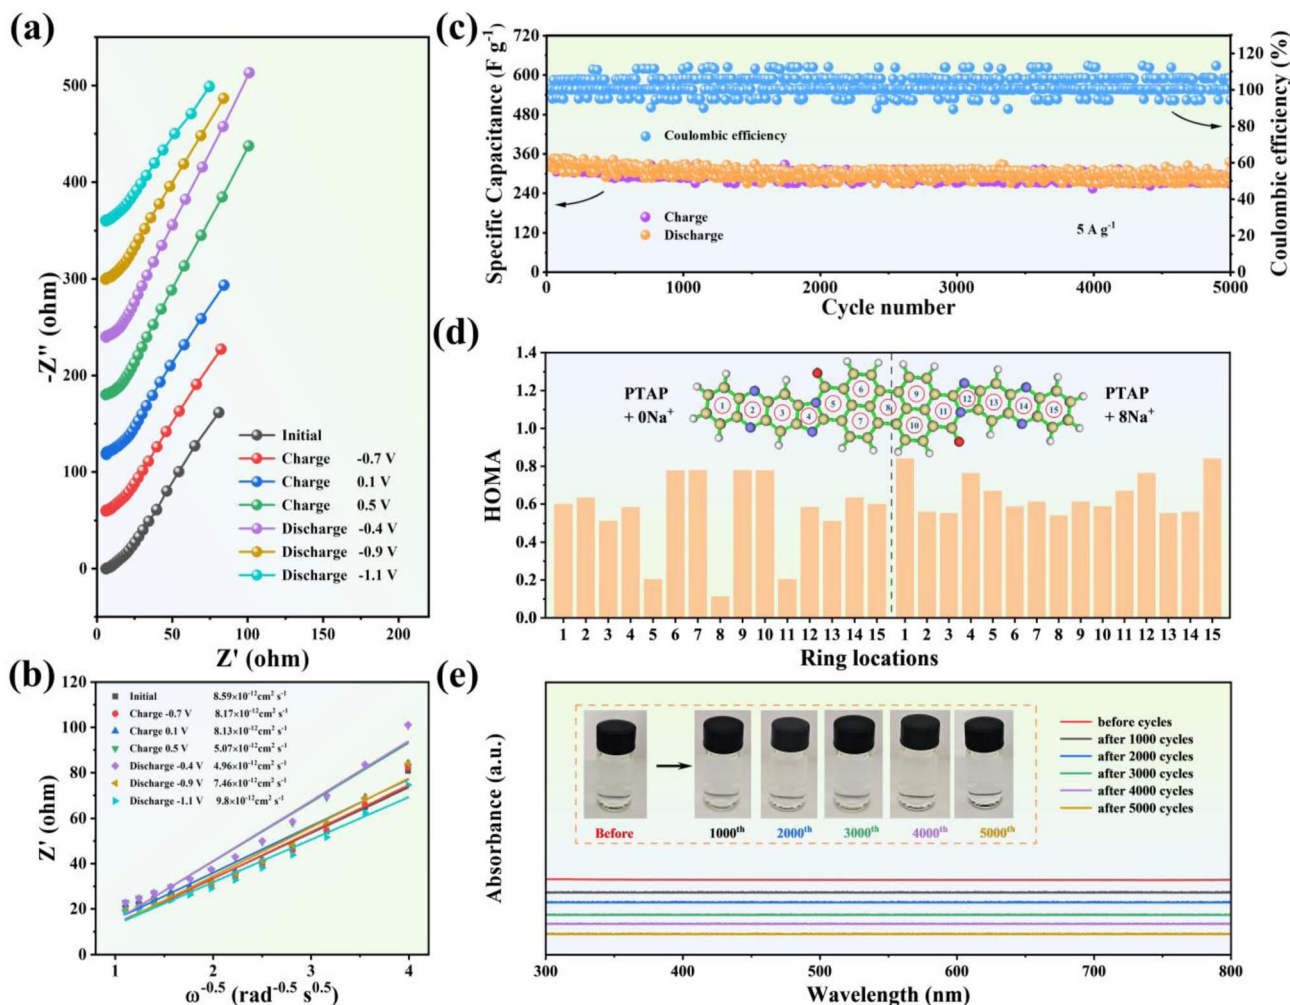 (a)
500
400
300
200
100
0
-Z" (ohm)
0 50 100 150 200
Z' (ohm)
Initial
Charge -0.7 V
Charge 0.1 V
Charge 0.5 V
Discharge -0.4 V
Discharge -0.9 V
Discharge -1.1 V
(b)
120
100
80
60
40
20
0
Z' (ohm)
1 2 3 4
ω⁻⁰·⁵ (rad⁻⁰·⁵ s⁰·⁵)
Initial 8.59×10⁻¹²cm² s⁻¹
Charge -0.7 V 8.17×10⁻¹²cm² s⁻¹
Charge 0.1 V 8.13×10⁻¹²cm² s⁻¹
Charge 0.5 V 5.07×10⁻¹²cm² s⁻¹
Discharge -0.4 V 4.96×10⁻¹²cm² s⁻¹
Discharge -0.9 V 7.46×10⁻¹²cm² s⁻¹
Discharge -1.1 V 9.8×10⁻¹²cm² s⁻¹
(c)
720
600
480
360
240
120
0
Specific Capacitance (F g⁻¹)
120
100
80
60
40
20
0
Coulombic efficiency (%)
Coulombic efficiency
Charge
Discharge
5 A g⁻¹
0 1000 2000 3000 4000 5000
Cycle number
(d)
1.4
1.2
1.0
0.8
0.6
0.4
0.2
0.0
HOMA
PTAP
+ 0Na⁺
1 2 3 4 5 6 7 8 9 10 11 12 13 14 15
PTAP
+ 8Na⁺
1 2 3 4 5 6 7 8 9 10 11 12 13 14 15 1 2 3 4 5 6 7 8 9 10 11 12 13 14 15
Ring locations
(e)
Absorbance (a.u.)
Before 1000ᵗʰ 2000ᵗʰ 3000ᵗʰ 4000ᵗʰ 5000ᵗʰ
before cycles
after 1000 cycles
after 2000 cycles
after 3000 cycles
after 4000 cycles
after 5000 cycles
300 400 500 600 700 800
Wavelength (nm)